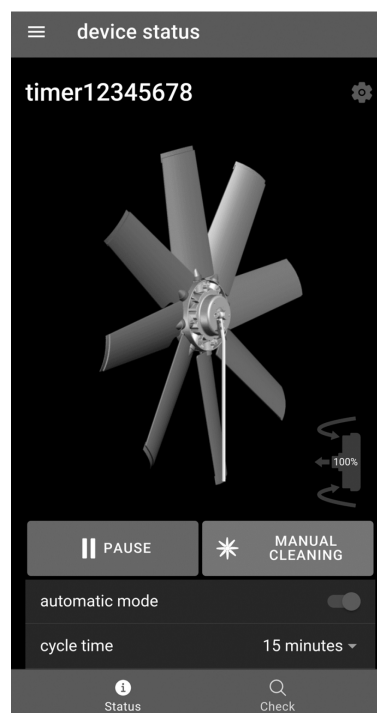 device status
timer12345678
100%
PAUSE
MANUAL
CLEANING
automatic mode
cycle time 15 minutes
Status Check